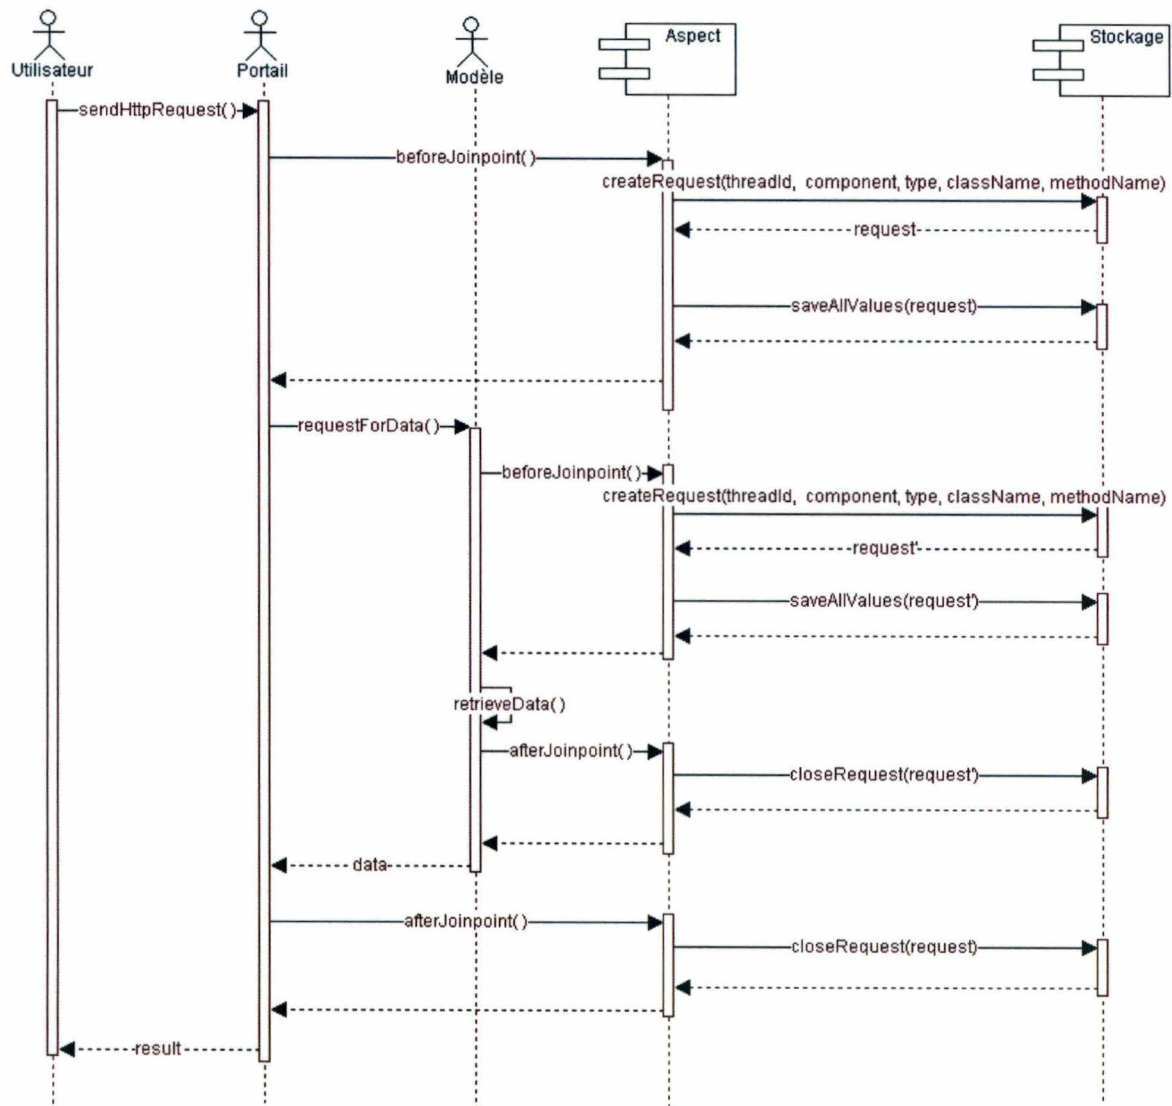 Utilisateur
Portail
Modèle
Aspect
Stockage
sendHttpRequest()
beforeJoinpoint()
createRequest(threadId, component, type, className, methodName)
request
saveAllValues(request)
requestForData()
beforeJoinpoint()
createRequest(threadId, component, type, className, methodName)
request'
saveAllValues(request')
retrieveData()
afterJoinpoint()
closeRequest(request')
data
afterJoinpoint()
closeRequest(request)
result